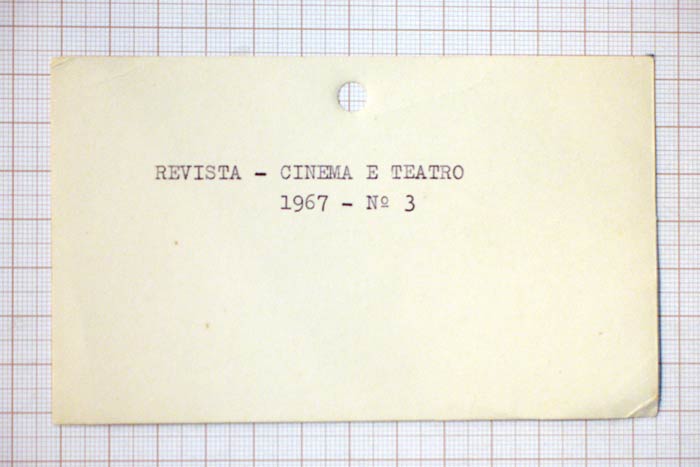 REVISTA - CINEMA E TEATRO
1967 - Nº 3